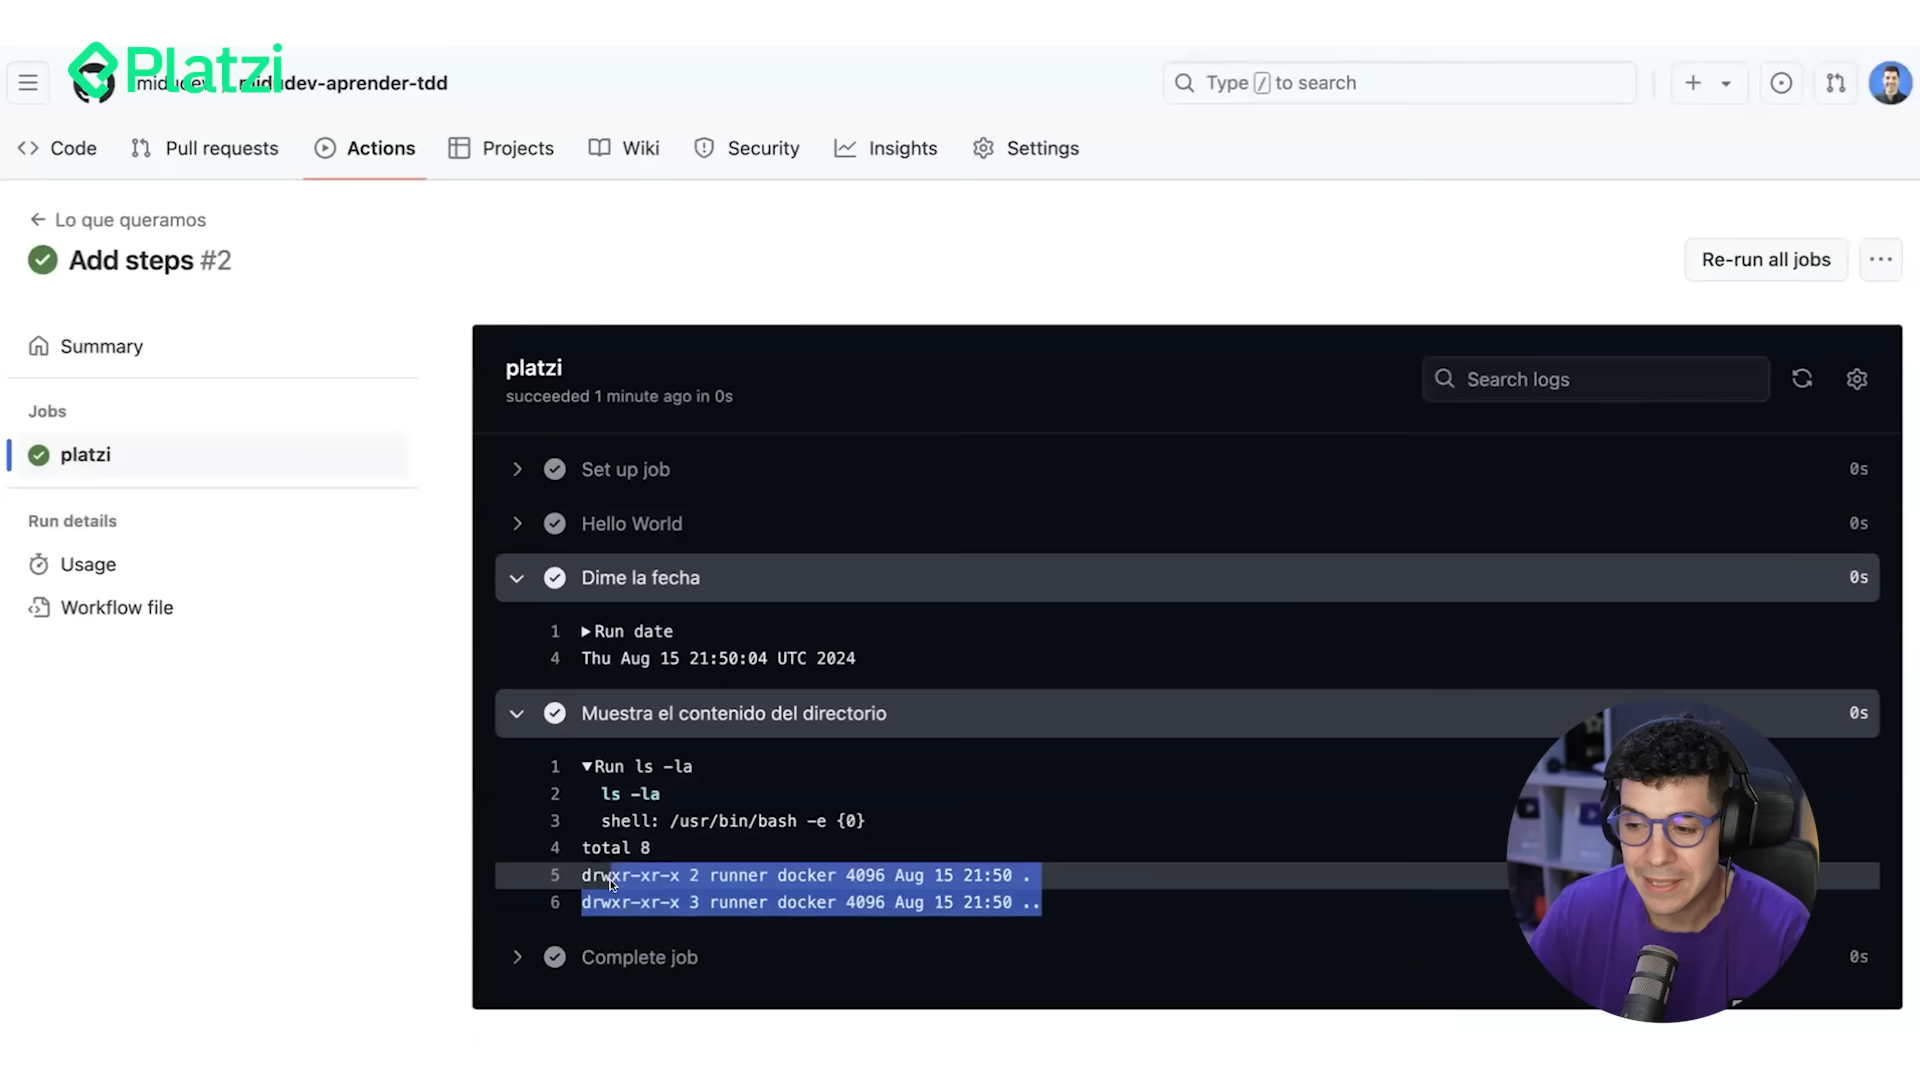 Platzi
midudev-aprender-tdd
Type / to search
Code
Pull requests
Actions
Projects
Wiki
Security
Insights
Settings
Lo que queramos
Add steps #2
Re-run all jobs
Summary
Jobs
platzi
Run details
Usage
Workflow file
platzi
succeeded 1 minute ago in 0s
Search logs
Set up job 0s
Hello World 0s
Dime la fecha 0s
1 Run date
4 Thu Aug 15 21:50:04 UTC 2024
Muestra el contenido del directorio 0s
1 Run ls -la
2 ls -la
3 shell: /usr/bin/bash -e {0}
4 total 8
5 drwxr-xr-x 2 runner docker 4096 Aug 15 21:50 .
6 drwxr-xr-x 3 runner docker 4096 Aug 15 21:50 ..
Complete job 0s